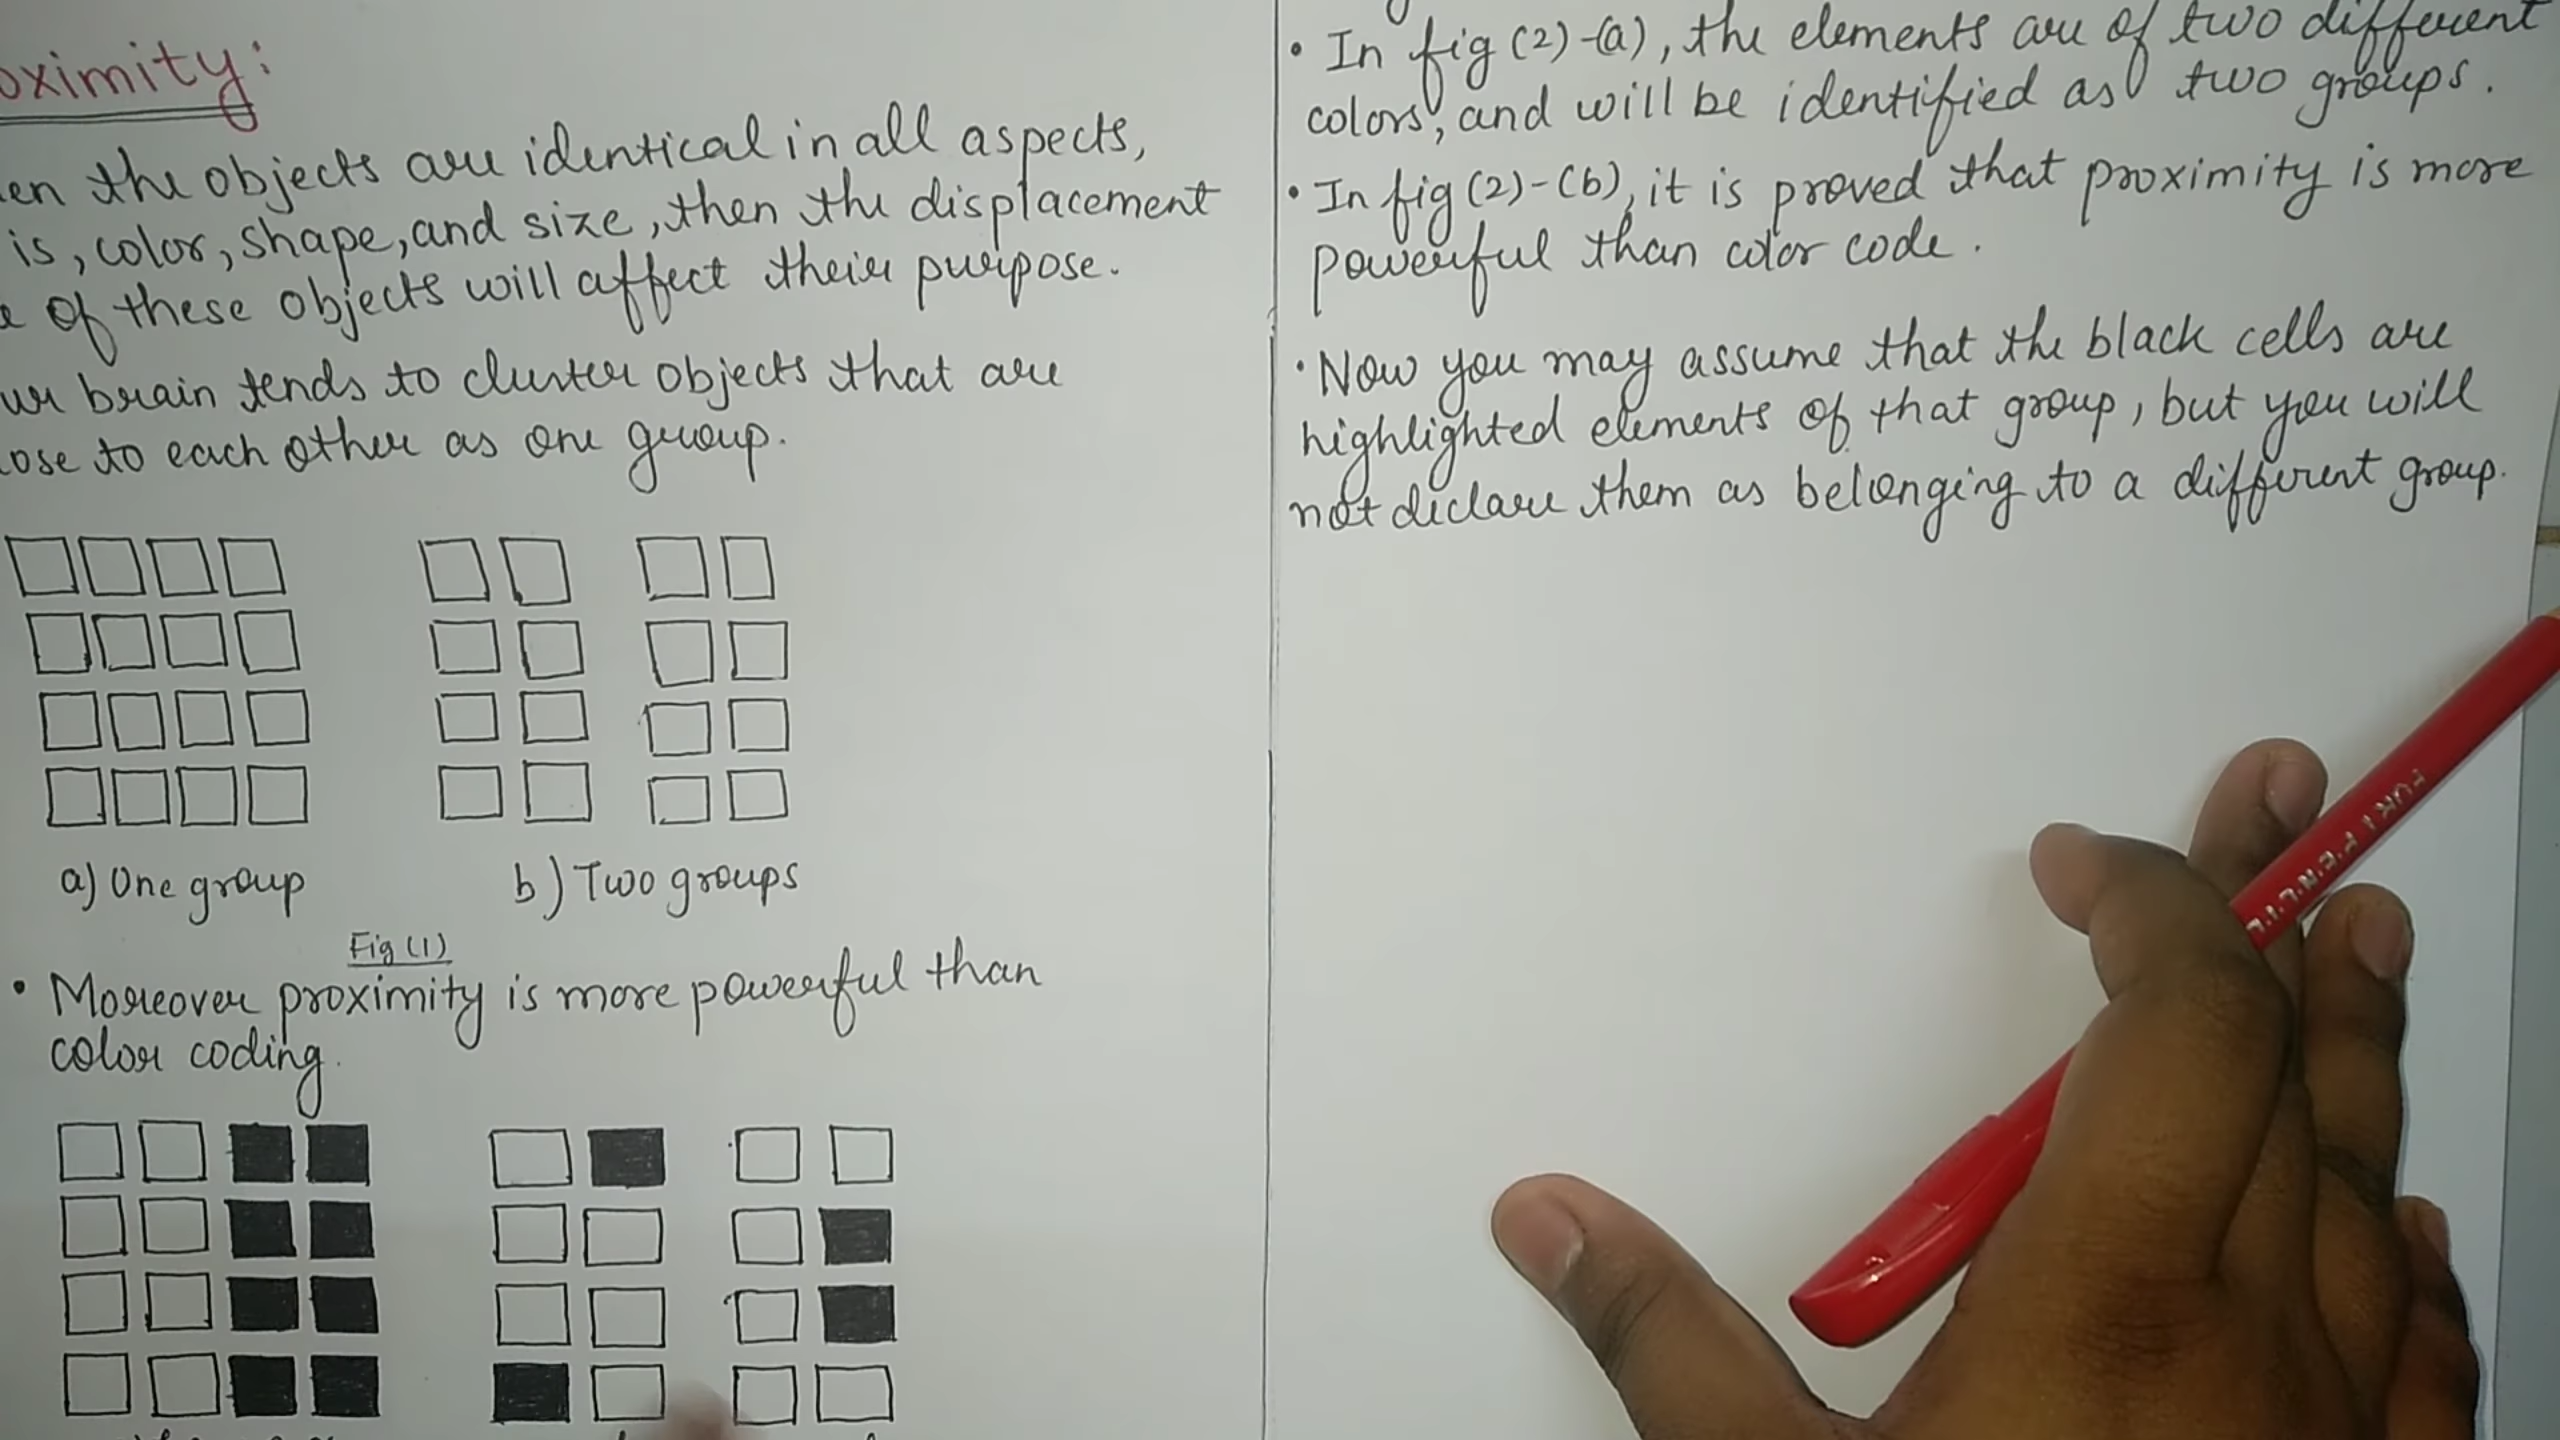 oximity:
en the objects are identical in all aspects,
is, color, shape, and size, then the displacement
e of these objects will affect their purpose.
ur brain tends to cluster objects that are
lose to each other as one group.
a) One group
b) Two groups
Fig (1)
• Moreover proximity is more powerful than
color coding.
• In fig (2)-(a), the elements are of two different
colors, and will be identified as two groups.
• In fig (2)-(b), it is proved that proximity is more
powerful than color code.
• Now you may assume that the black cells are
highlighted elements of that group, but you will
not declare them as belonging to a different group.